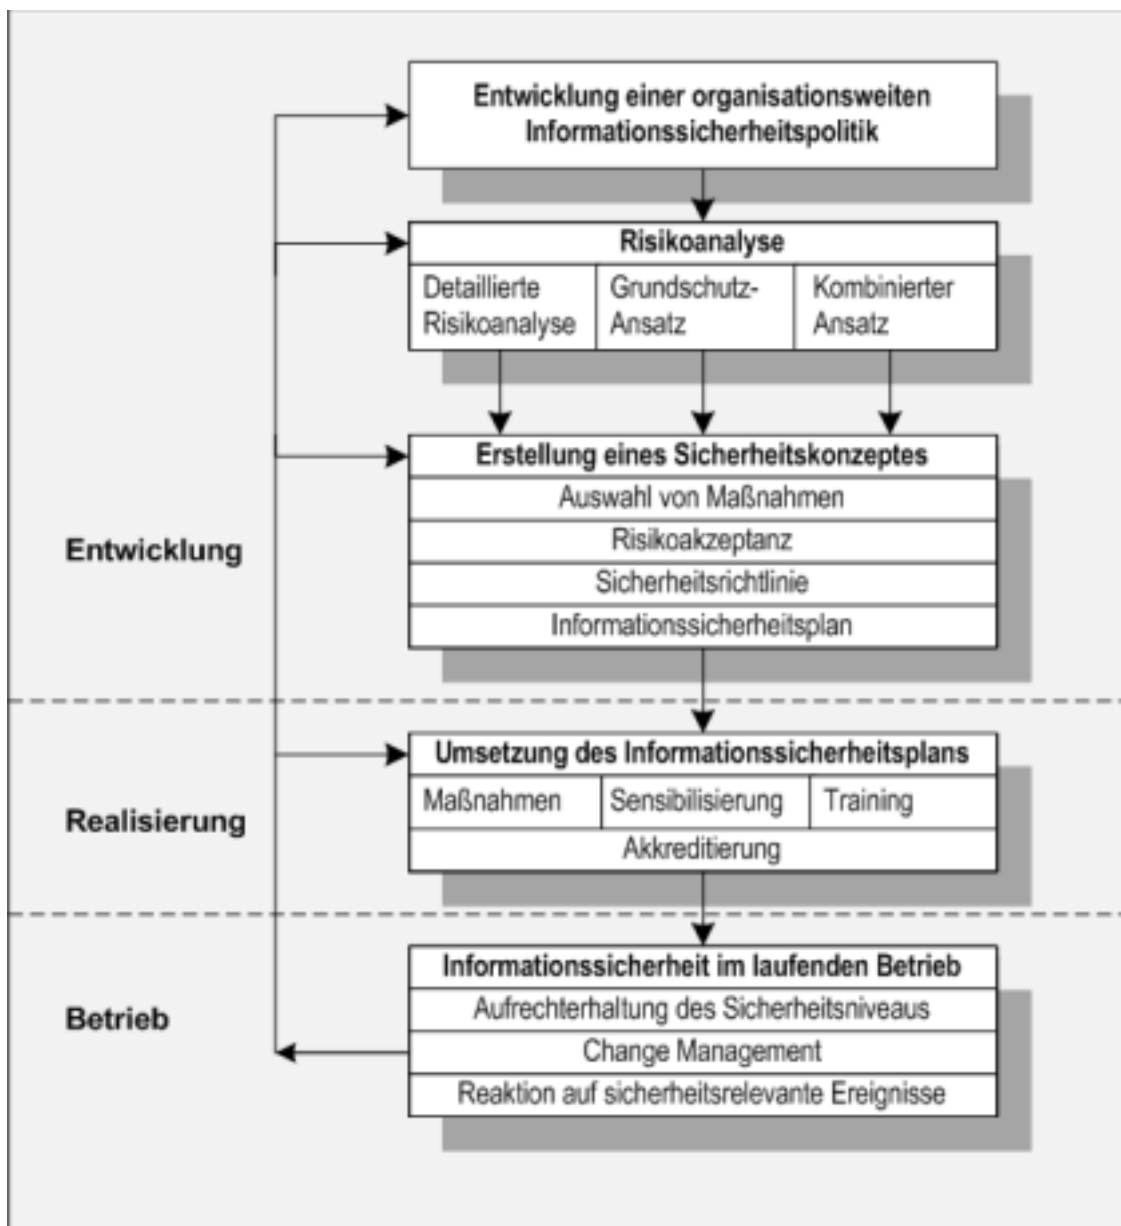 Entwicklung einer organisationsweiten
Informationssicherheitspolitik
Risikoanalyse
Detaillierte
Risikoanalyse
Grundschutz-
Ansatz
Kombinierter
Ansatz
Erstellung eines Sicherheitskonzeptes
Auswahl von Maßnahmen
Risikoakzeptanz
Sicherheitsrichtlinie
Informationssicherheitsplan
Entwicklung
Umsetzung des Informationssicherheitsplans
Maßnahmen
Sensibilisierung
Training
Akkreditierung
Realisierung
Informationssicherheit im laufenden Betrieb
Aufrechterhaltung des Sicherheitsniveaus
Change Management
Reaktion auf sicherheitsrelevante Ereignisse
Betrieb